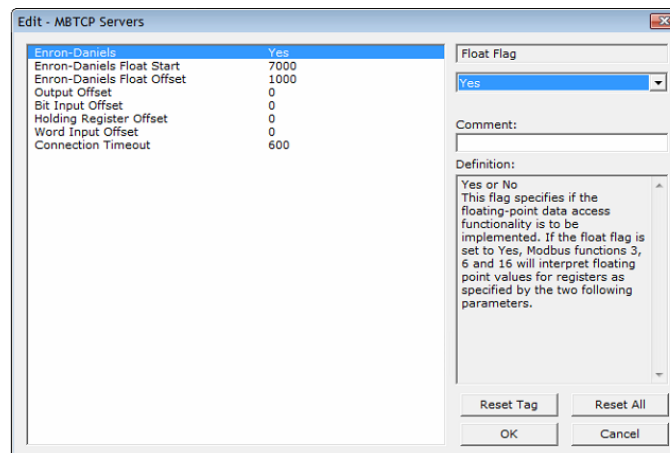 Edit - MBTCP Servers
Enron-Daniels Yes
Enron-Daniels Float Start 7000
Enron-Daniels Float Offset 1000
Output Offset 0
Bit Input Offset 0
Holding Register Offset 0
Word Input Offset 0
Connection Timeout 600
Float Flag
Yes
Comment:
Definition:
Yes or No
This flag specifies if the
floating-point data access
functionality is to be
implemented. If the float flag is
set to Yes, Modbus functions 3,
6 and 16 will interpret floating
point values for registers as
specified by the two following
parameters.
Reset Tag Reset All
OK Cancel